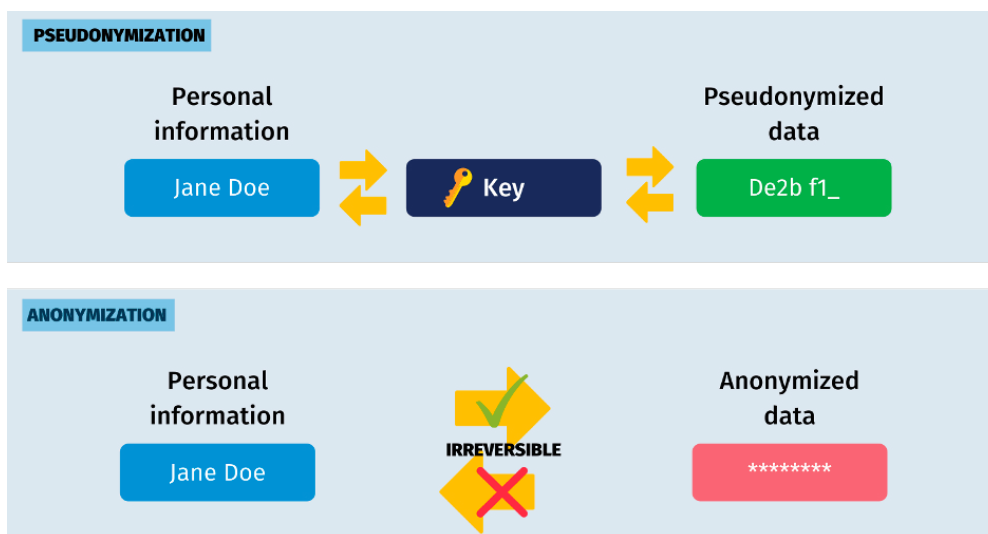 PSEUDONYMIZATION
Personal
information
Pseudonymized
data
Jane Doe
Key
De2b f1_
ANONYMIZATION
Personal
information
Anonymized
data
IRREVERSIBLE
Jane Doe
********